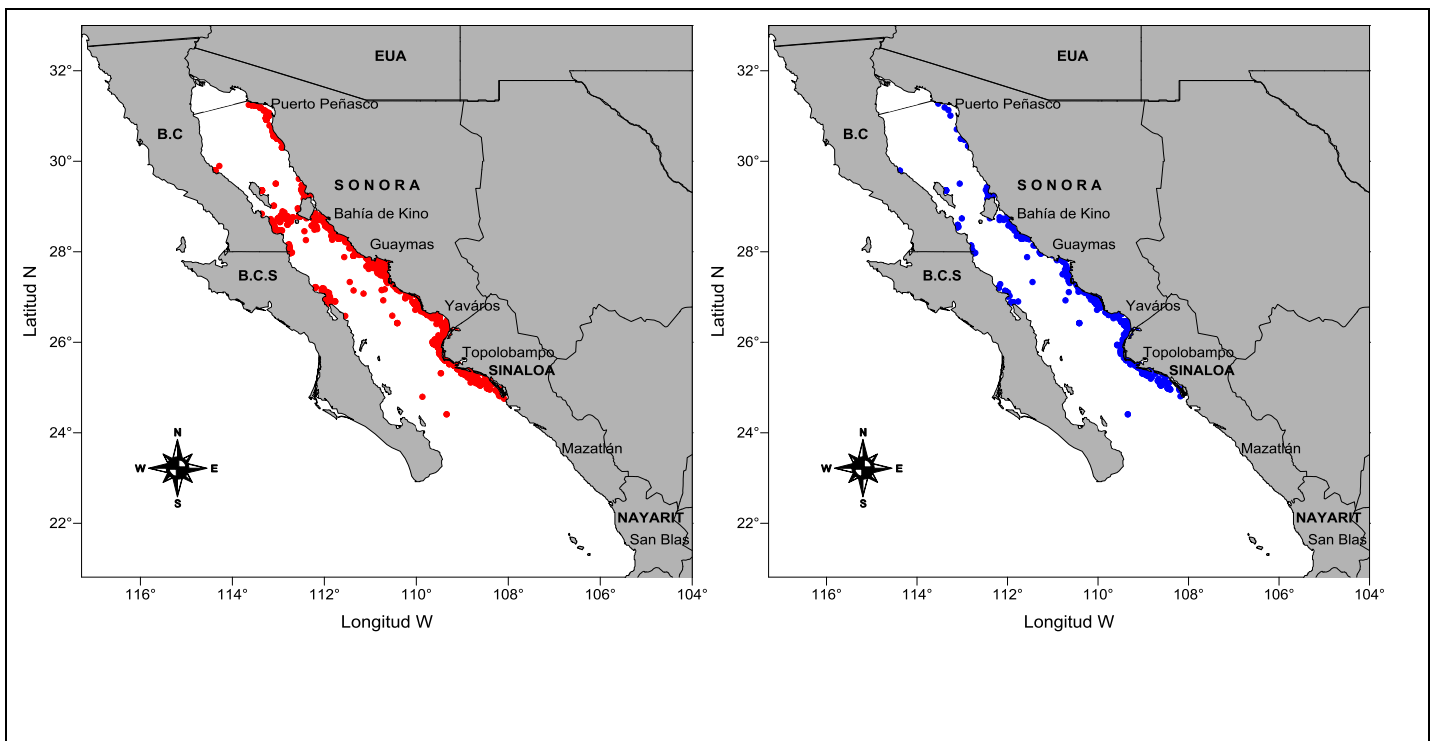 EUA
32°
Puerto Peñasco
B.C
30°
SONORA
Bahía de Kino
Guaymas
28°
B.C.S
Yaváros
26°
Topolobampo
SINALOA
24°
N
Mazatlán
W
E
S
22°
NAYARIT
San Blas
116°
114°
112°
110°
108°
106°
104°
Latitud N
Longitud W
EUA
32°
Puerto Peñasco
B.C
30°
SONORA
Bahía de Kino
Guaymas
28°
B.C.S
Yaváros
26°
Topolobampo
SINALOA
24°
N
Mazatlán
W
E
S
22°
NAYARIT
San Blas
116°
114°
112°
110°
108°
106°
104°
Latitud N
Longitud W